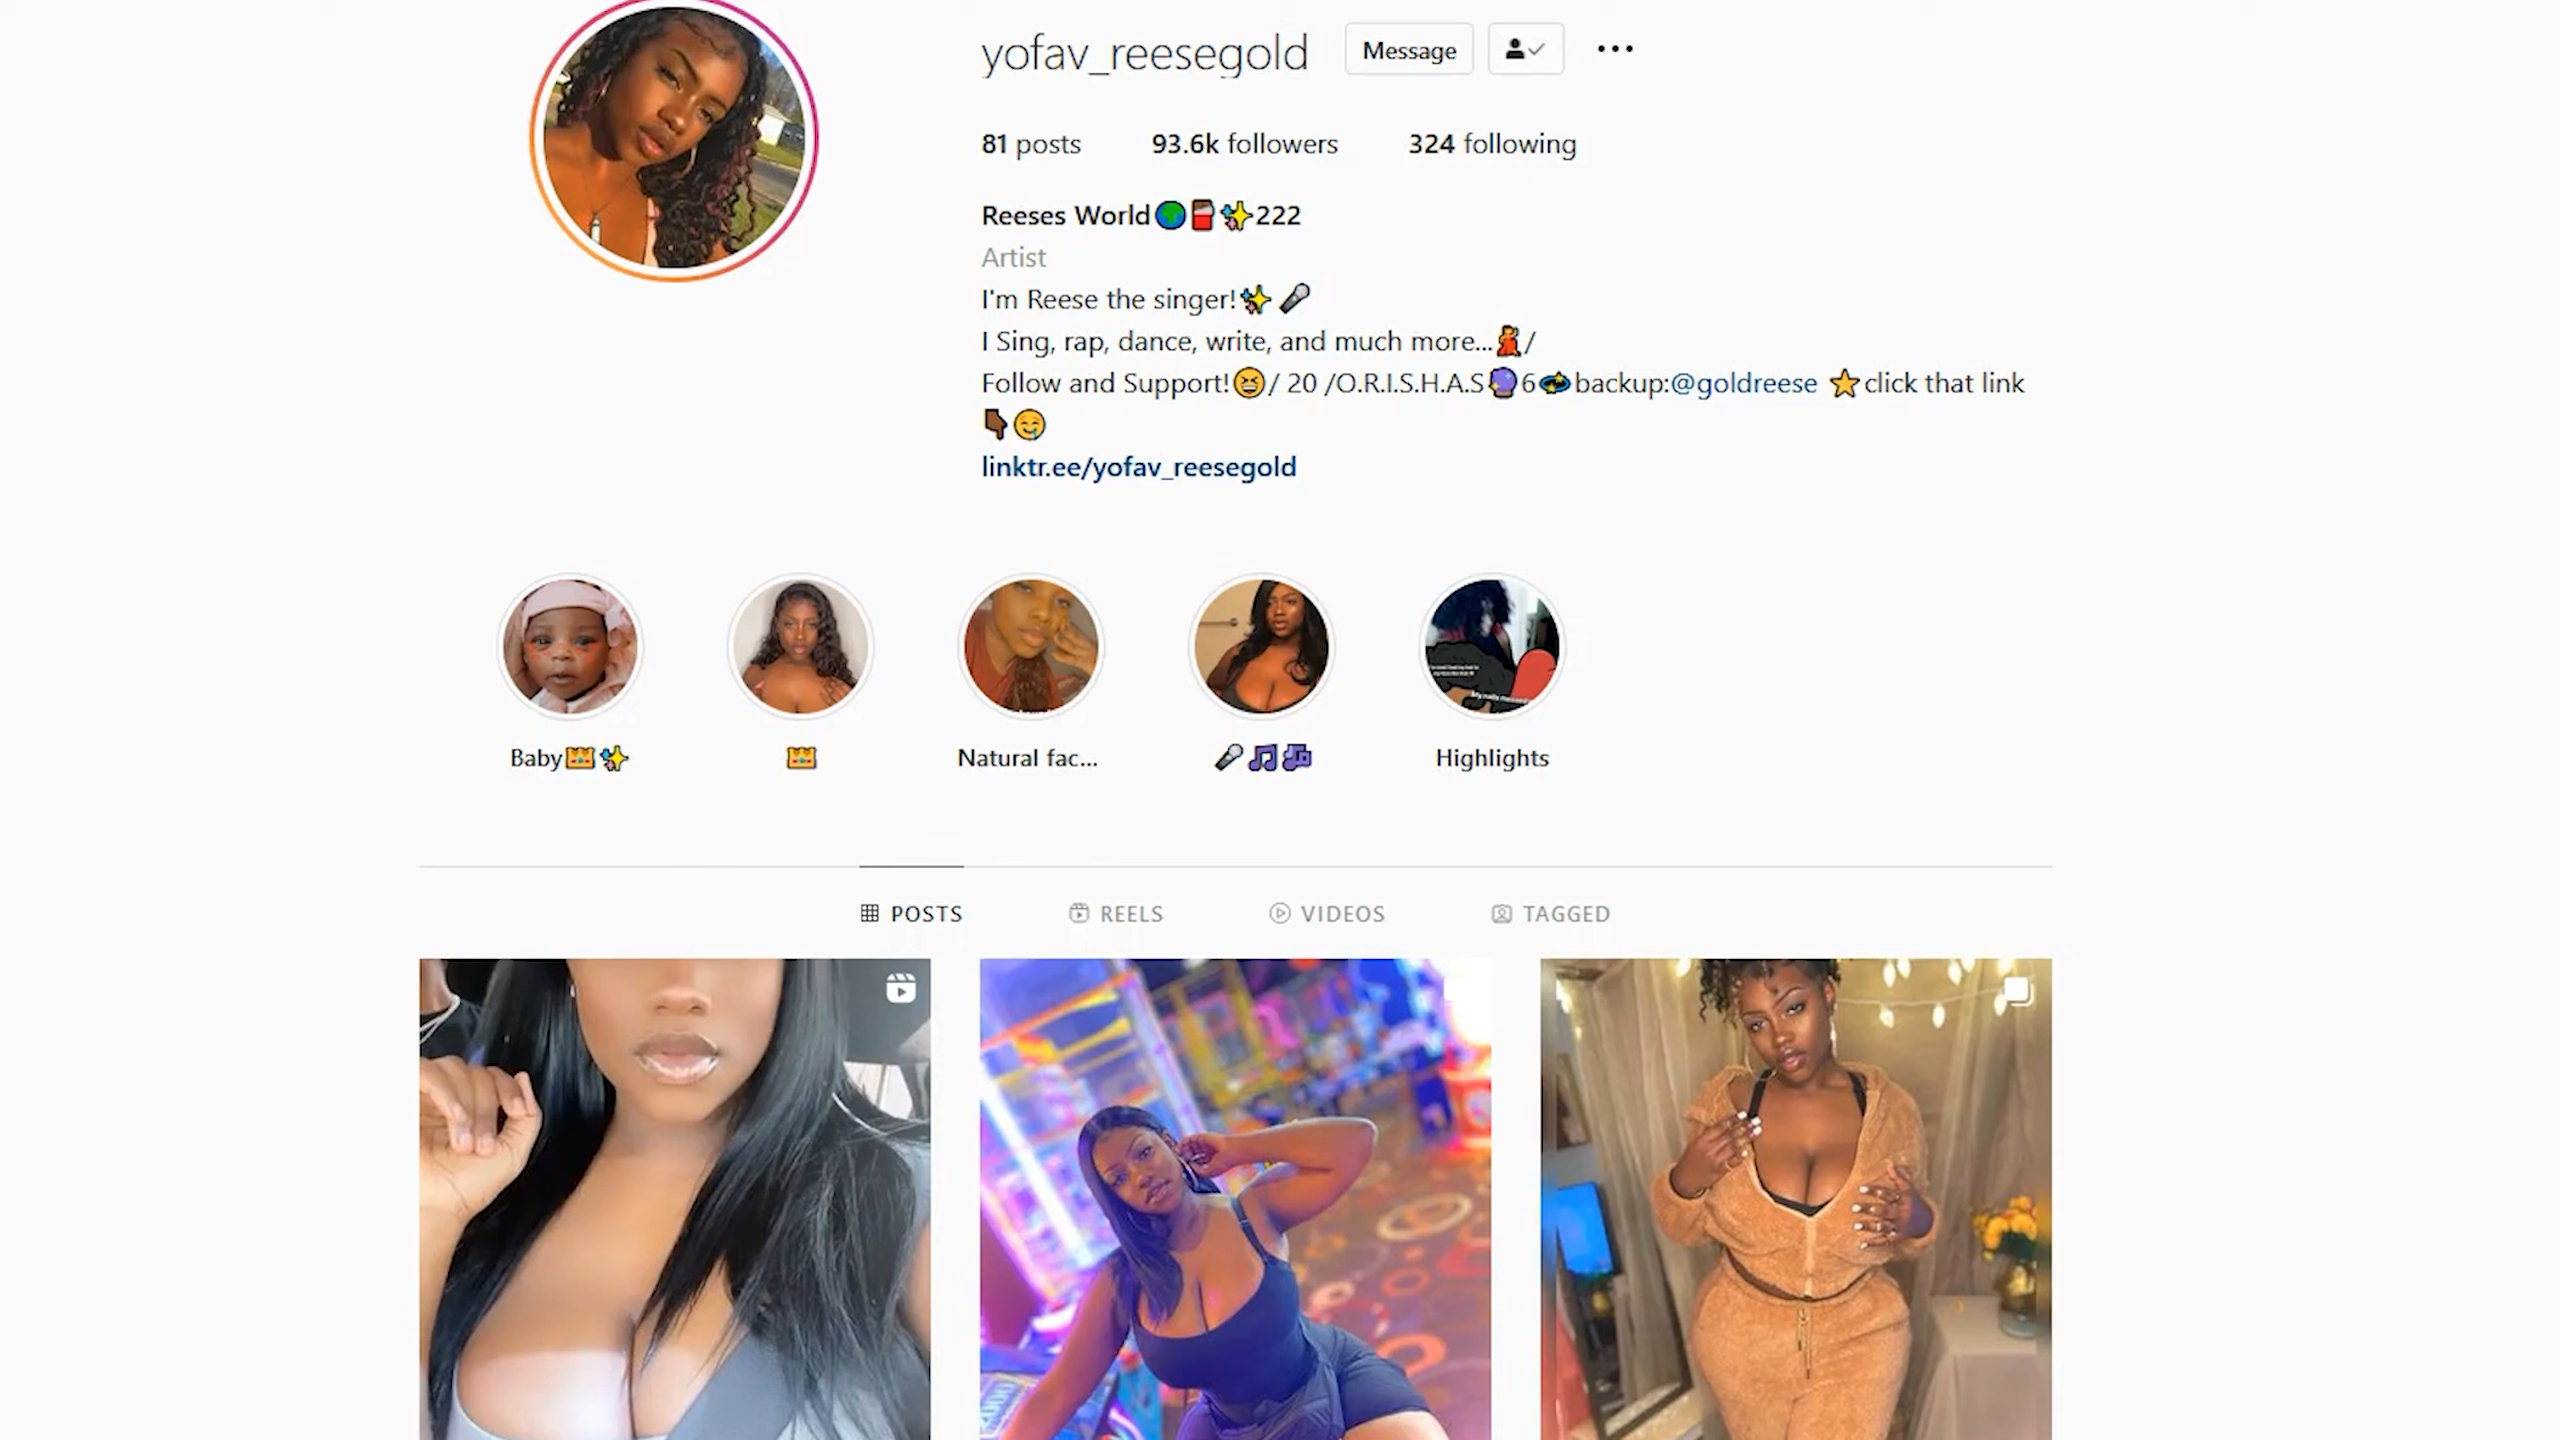 yofav_reesegold Message
81 posts 93.6k followers 324 following
Reeses World🌍🍫✨222
Artist
I'm Reese the singer!✨🎤
I Sing, rap, dance, write, and much more...💃🏾/
Follow and Support!😆/ 20 /O.R.I.S.H.A.S🔮6💫backup:@goldreese ⭐click that link
👇🏾🤤
linktr.ee/yofav_reesegold
Baby👑✨ 👑 Natural fac... 🎤🎵🎶 Highlights
POSTS REELS VIDEOS TAGGED